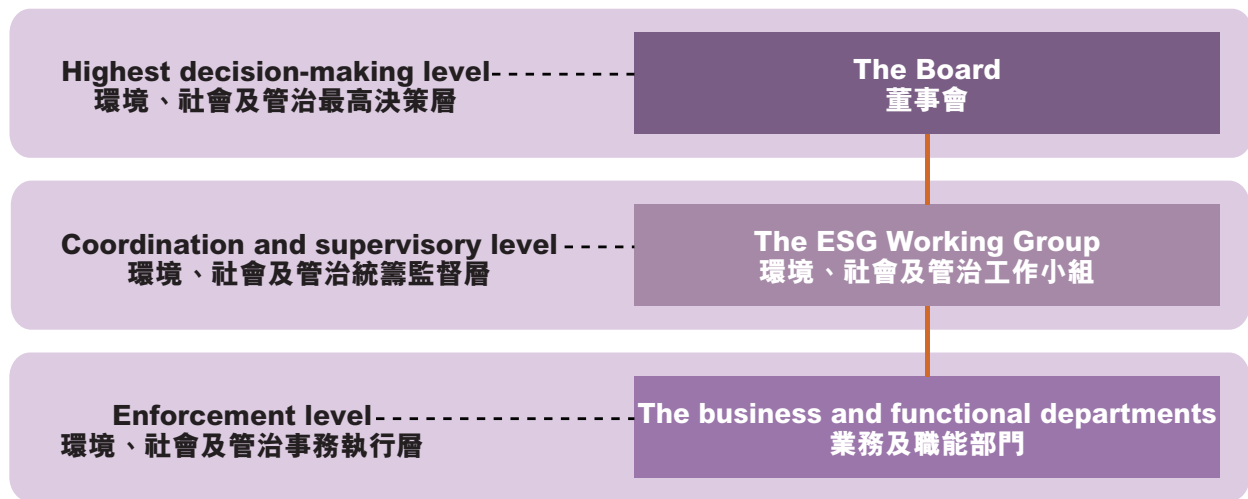 Highest decision-making level
環境、社會及管治最高決策層
The Board
董事會
Coordination and supervisory level
環境、社會及管治統籌監督層
The ESG Working Group
環境、社會及管治工作小組
Enforcement level
環境、社會及管治事務執行層
The business and functional departments
業務及職能部門